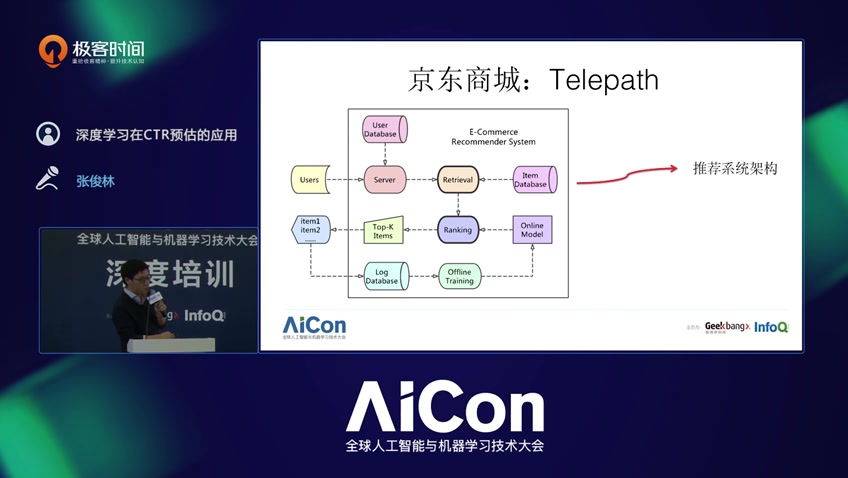 极客时间
重拾极客精神·提升技术认知
深度学习在CTR预估的应用
张俊林
全球人工智能与机器学习技术大会
深度培训
InfoQ
京东商城：Telepath
E-Commerce
Recommender System
User
Database
Users
Server
Retrieval
Item
Database
推荐系统架构
item1
item2
Top-K
Items
Ranking
Online
Model
Log
Database
Offline
Training
AiCon
全球人工智能与机器学习技术大会
Geekbang>.
InfoQ
AiCon
全球人工智能与机器学习技术大会